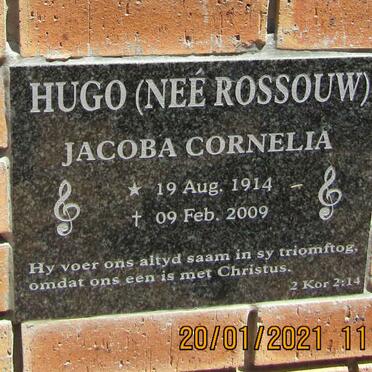 HUGO (NEÉ ROSSOUW)
JACOBA CORNELIA
★ 19 Aug. 1914 –
† 09 Feb. 2009
Hy voer ons altyd saam in sy triomftog,
omdat ons een is met Christus.
2 Kor 2:14
20/01/2021 11